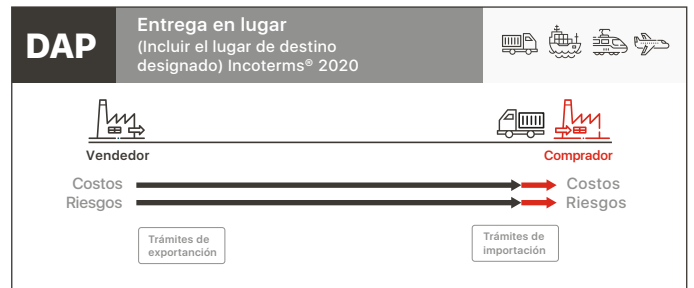 DAP
Entrega en lugar
(Incluir el lugar de destino
designado) Incoterms® 2020
Vendedor
Comprador
Costos
Costos
Riesgos
Riesgos
Trámites de
exportanción
Trámites de
importación